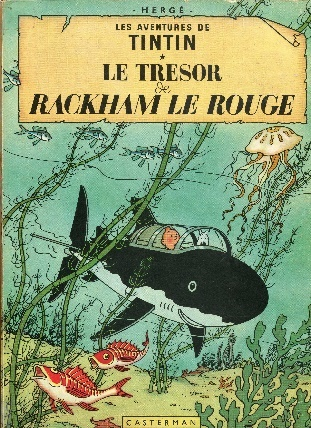 - HERGÉ -
LES AVENTURES DE
TINTIN
LE TRESOR
de
RACKHAM LE ROUGE
CASTERMAN